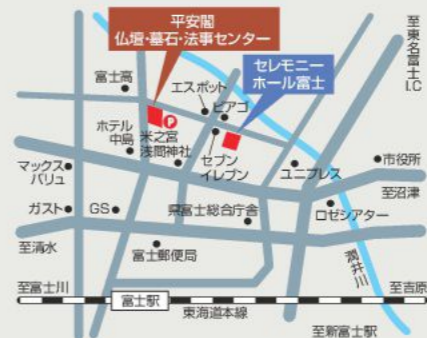 平安閣
仏壇・墓石・法事センター
セレモニー
ホール富士
至東名富士I.C
富士高
エスポット
ピアゴ
P
ホテル
中島
米之宮
浅間神社
セブン
イレブン
ユニプレス
市役所
マックス
バリュ
至沼津
ガスト
GS
県富士総合庁舎
ロゼシアター
至清水
富士郵便局
潤井川
至富士川
富士駅
東海道本線
至吉原
至新富士駅